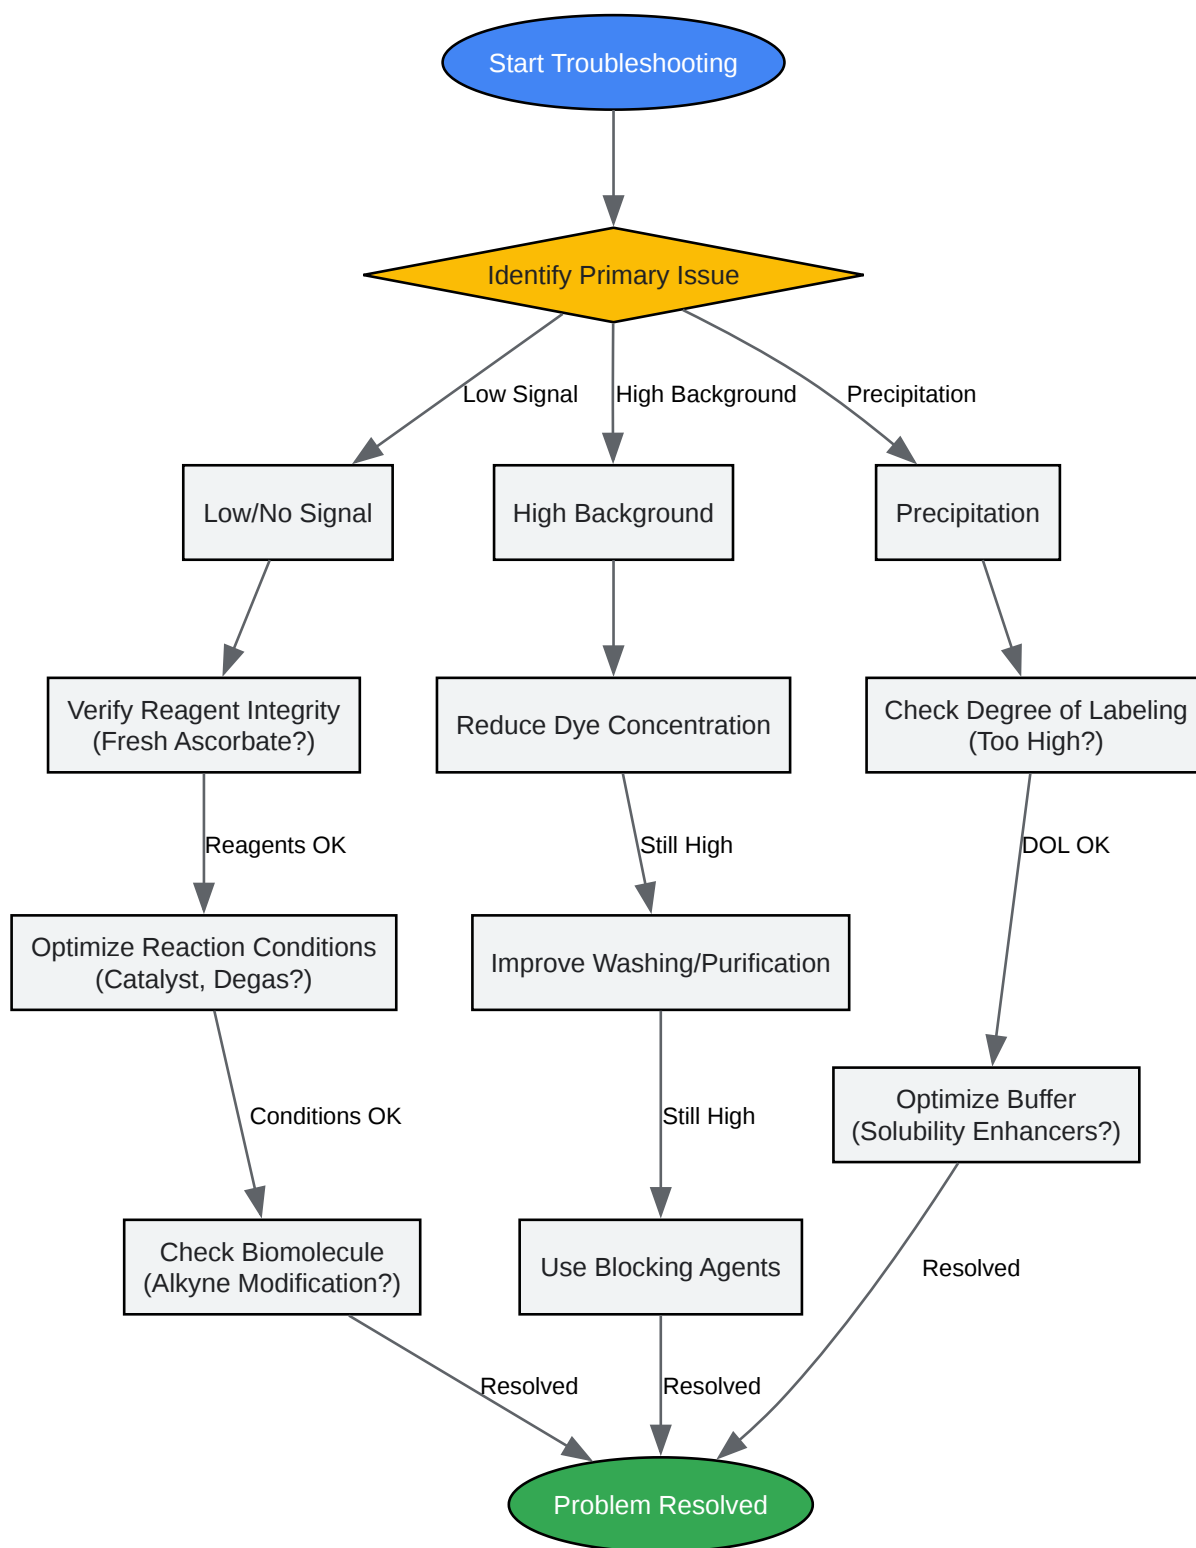 Start Troubleshooting
Identify Primary Issue
Low Signal
High Background
Precipitation
Low/No Signal
High Background
Precipitation
Verify Reagent Integrity
(Fresh Ascorbate?)
Reduce Dye Concentration
Check Degree of Labeling
(Too High?)
Reagents OK
Still High
DOL OK
Optimize Reaction Conditions
(Catalyst, Degas?)
Improve Washing/Purification
Optimize Buffer
(Solubility Enhancers?)
Conditions OK
Still High
Check Biomolecule
(Alkyne Modification?)
Use Blocking Agents
Resolved
Resolved
Resolved
Problem Resolved